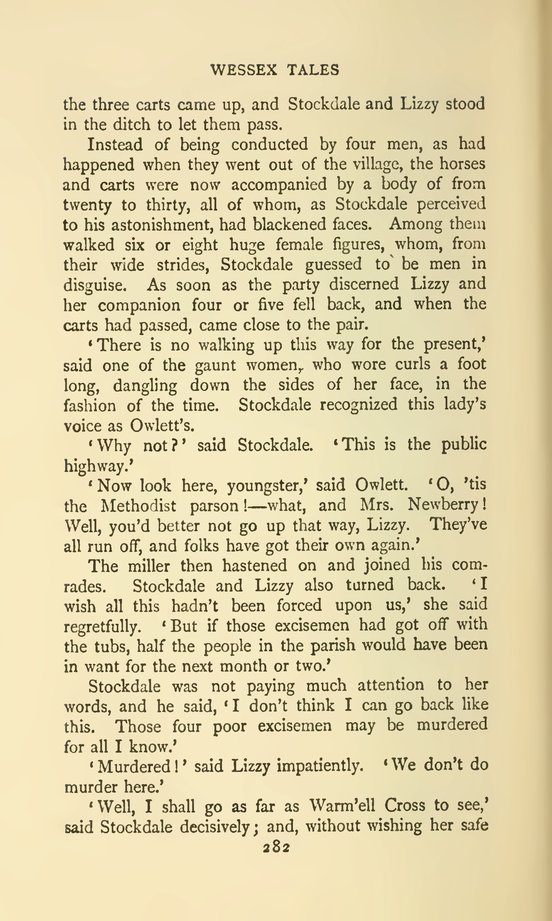 WESSEX TALES
the three carts came up, and Stockdale and Lizzy stood
in the ditch to let them pass.
Instead of being conducted by four men, as had
happened when they went out of the village, the horses
and carts were now accompanied by a body of from
twenty to thirty, all of whom, as Stockdale perceived
to his astonishment, had blackened faces. Among them
walked six or eight huge female figures, whom, from
their wide strides, Stockdale guessed to be men in
disguise. As soon as the party discerned Lizzy and
her companion four or five fell back, and when the
carts had passed, came close to the pair.
‘There is no walking up this way for the present,’
said one of the gaunt women, who wore curls a foot
long, dangling down the sides of her face, in the
fashion of the time. Stockdale recognized this lady’s
voice as Owlett’s.
‘Why not?’ said Stockdale. ‘This is the public
highway.’
‘Now look here, youngster,’ said Owlett. ‘O, ’tis
the Methodist parson!—what, and Mrs. Newberry!
Well, you’d better not go up that way, Lizzy. They’ve
all run off, and folks have got their own again.’
The miller then hastened on and joined his com-
rades. Stockdale and Lizzy also turned back. ‘I
wish all this hadn’t been forced upon us,’ she said
regretfully. ‘But if those excisemen had got off with
the tubs, half the people in the parish would have been
in want for the next month or two.’
Stockdale was not paying much attention to her
words, and he said, ‘I don’t think I can go back like
this. Those four poor excisemen may be murdered
for all I know.’
‘Murdered!’ said Lizzy impatiently. ‘We don’t do
murder here.’
‘Well, I shall go as far as Warm’ell Cross to see,’
said Stockdale decisively; and, without wishing her safe
282